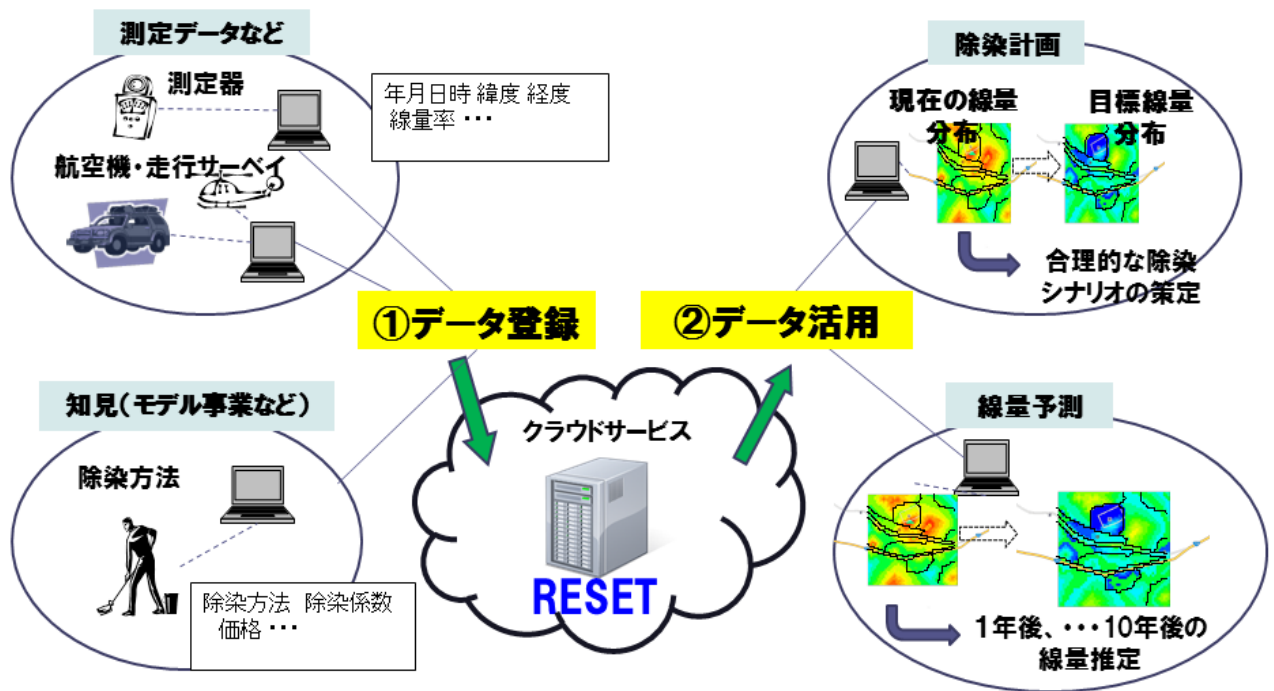 測定データなど
測定器
年月日時 緯度 経度
線量率 ・・・
航空機・走行サーベイ
除染計画
現在の線量
分布
目標線量
分布
合理的な除染
シナリオの策定
①データ登録
②データ活用
知見(モデル事業など)
除染方法
除染方法 除染係数
価格 ・・・
クラウドサービス
RESET
線量予測
1年後、・・・10年後の
線量推定